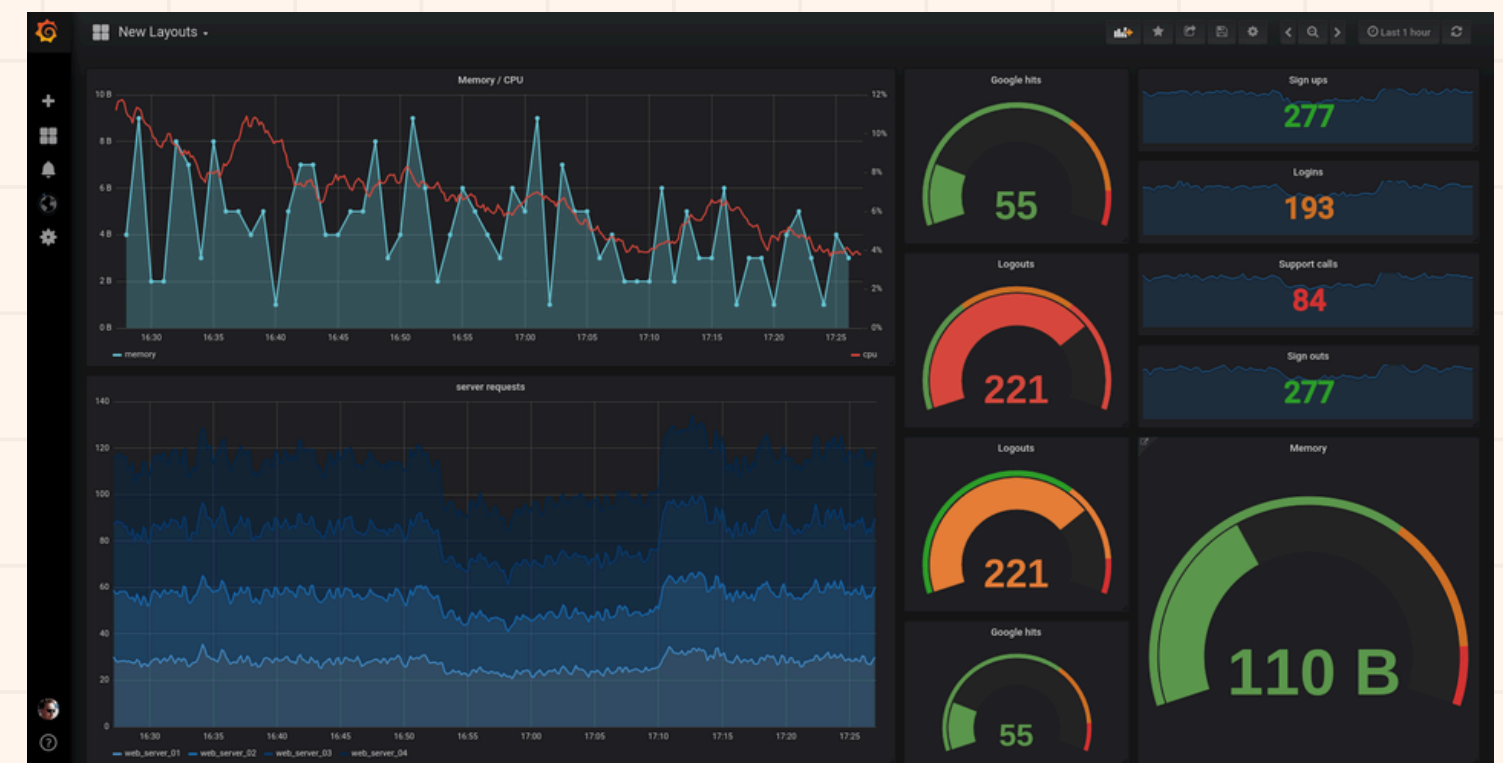 New Layouts
Last 1 hour
Memory / CPU
10 B
8 B
6 B
4 B
2 B
0 B
12%
10%
8%
6%
4%
2%
0%
16:30 16:35 16:40 16:45 16:50 16:55 17:00 17:05 17:10 17:15 17:20 17:25
memory
cpu
server requests
140
120
100
80
60
40
20
0
16:30 16:35 16:40 16:45 16:50 16:55 17:00 17:05 17:10 17:15 17:20 17:25
web_server_01 web_server_02 web_server_03 web_server_04
Google hits
55
Logouts
221
Logouts
221
Google hits
55
Sign ups
277
Logins
193
Support calls
84
Sign outs
277
Memory
110 B